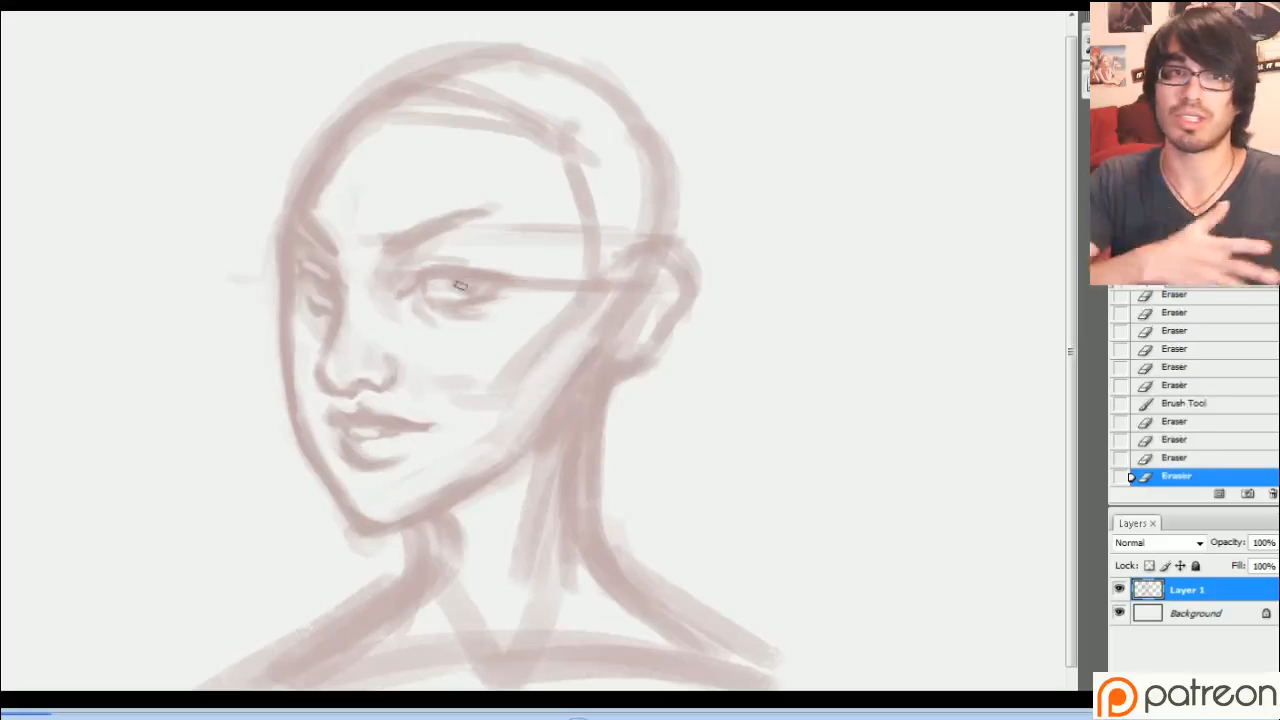 Eraser
Eraser
Eraser
Eraser
Eraser
Eraser
Brush Tool
Eraser
Eraser
Eraser
Eraser
Layers ×
Normal Opacity: 100%
Lock: Fill: 100%
Layer 1
Background
patreon